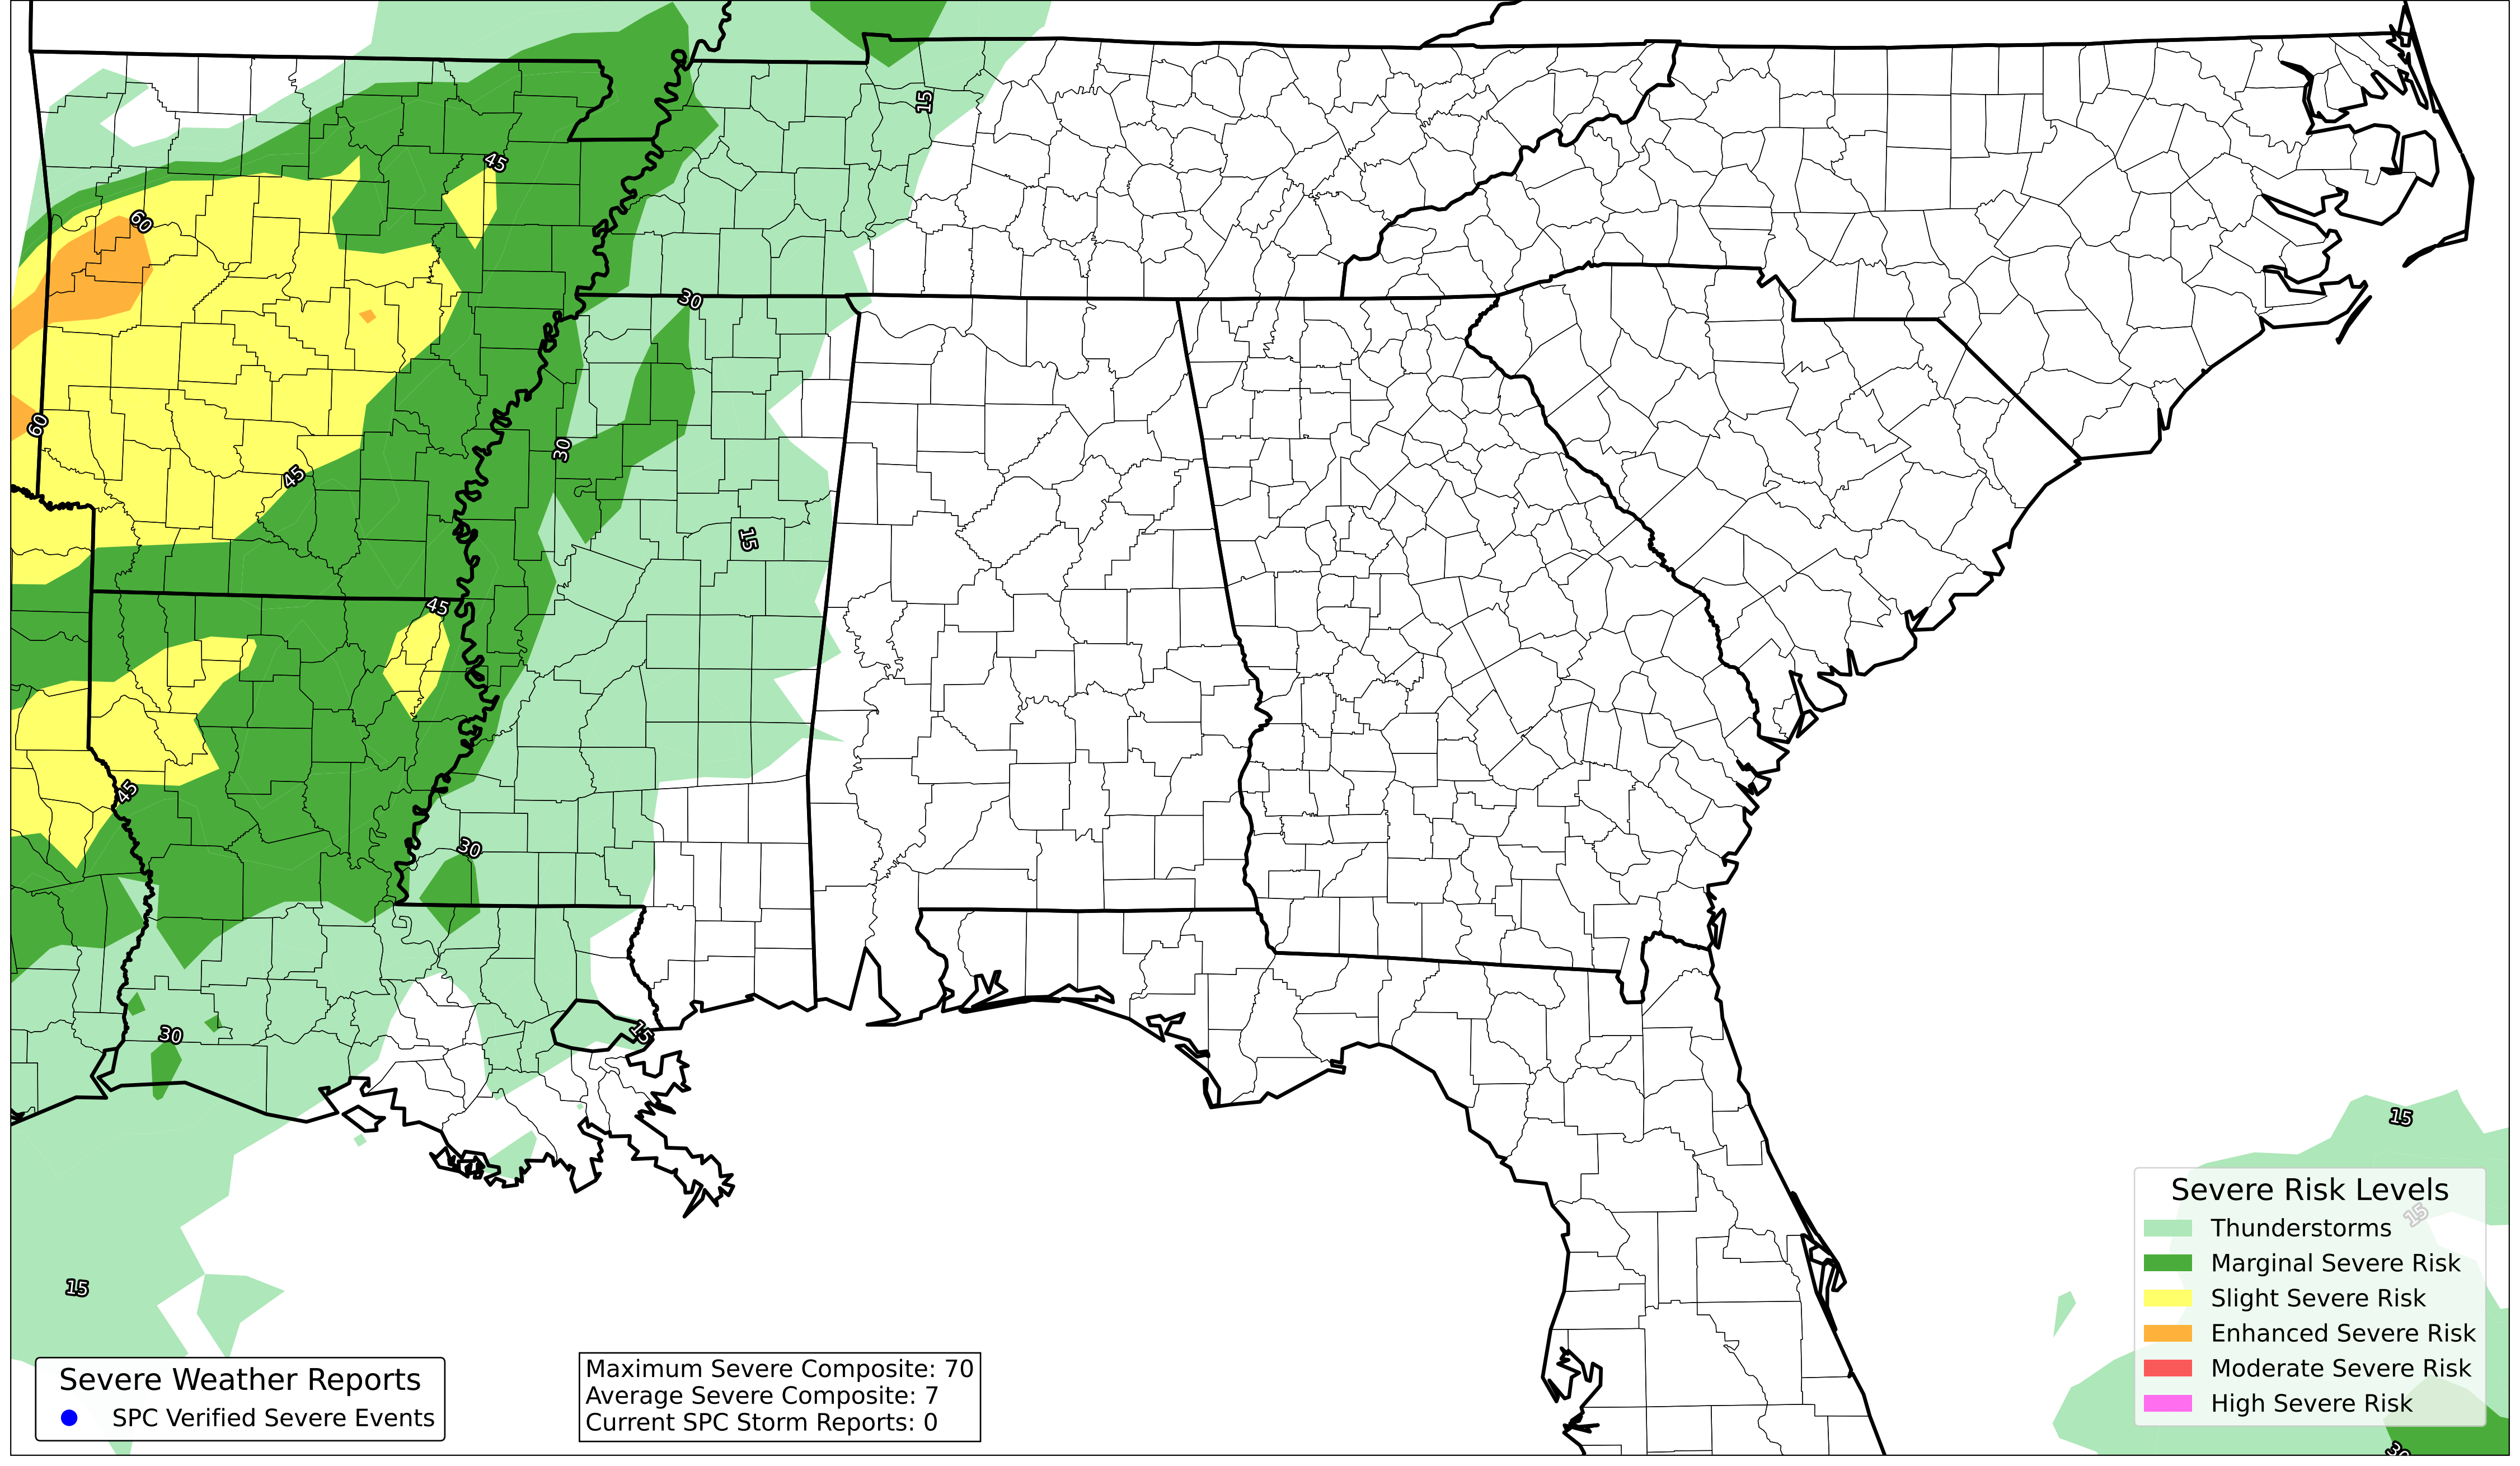 15
45
60
30
60
30
45
15
45
45
30
30
15
15
15
15
30
Severe Risk Levels
Thunderstorms
Marginal Severe Risk
Slight Severe Risk
Enhanced Severe Risk
Moderate Severe Risk
High Severe Risk
Severe Weather Reports
SPC Verified Severe Events
Maximum Severe Composite: 70
Average Severe Composite: 7
Current SPC Storm Reports: 0